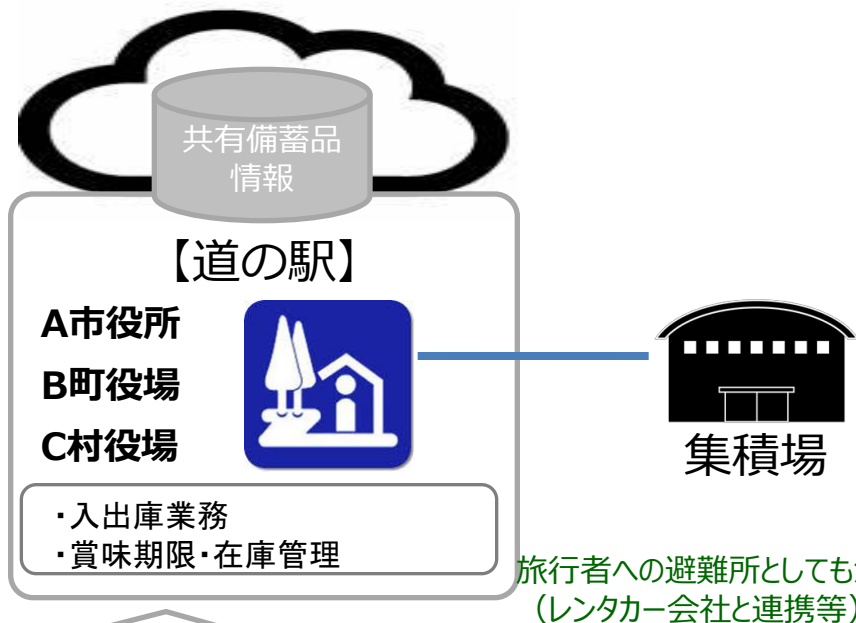 共有備蓄品
情報
【道の駅】
A市役所
B町役場
C村役場
・入出庫業務
・賞味期限・在庫管理
集積場
旅行者への避難所としても
（レンタカー会社と連携等）